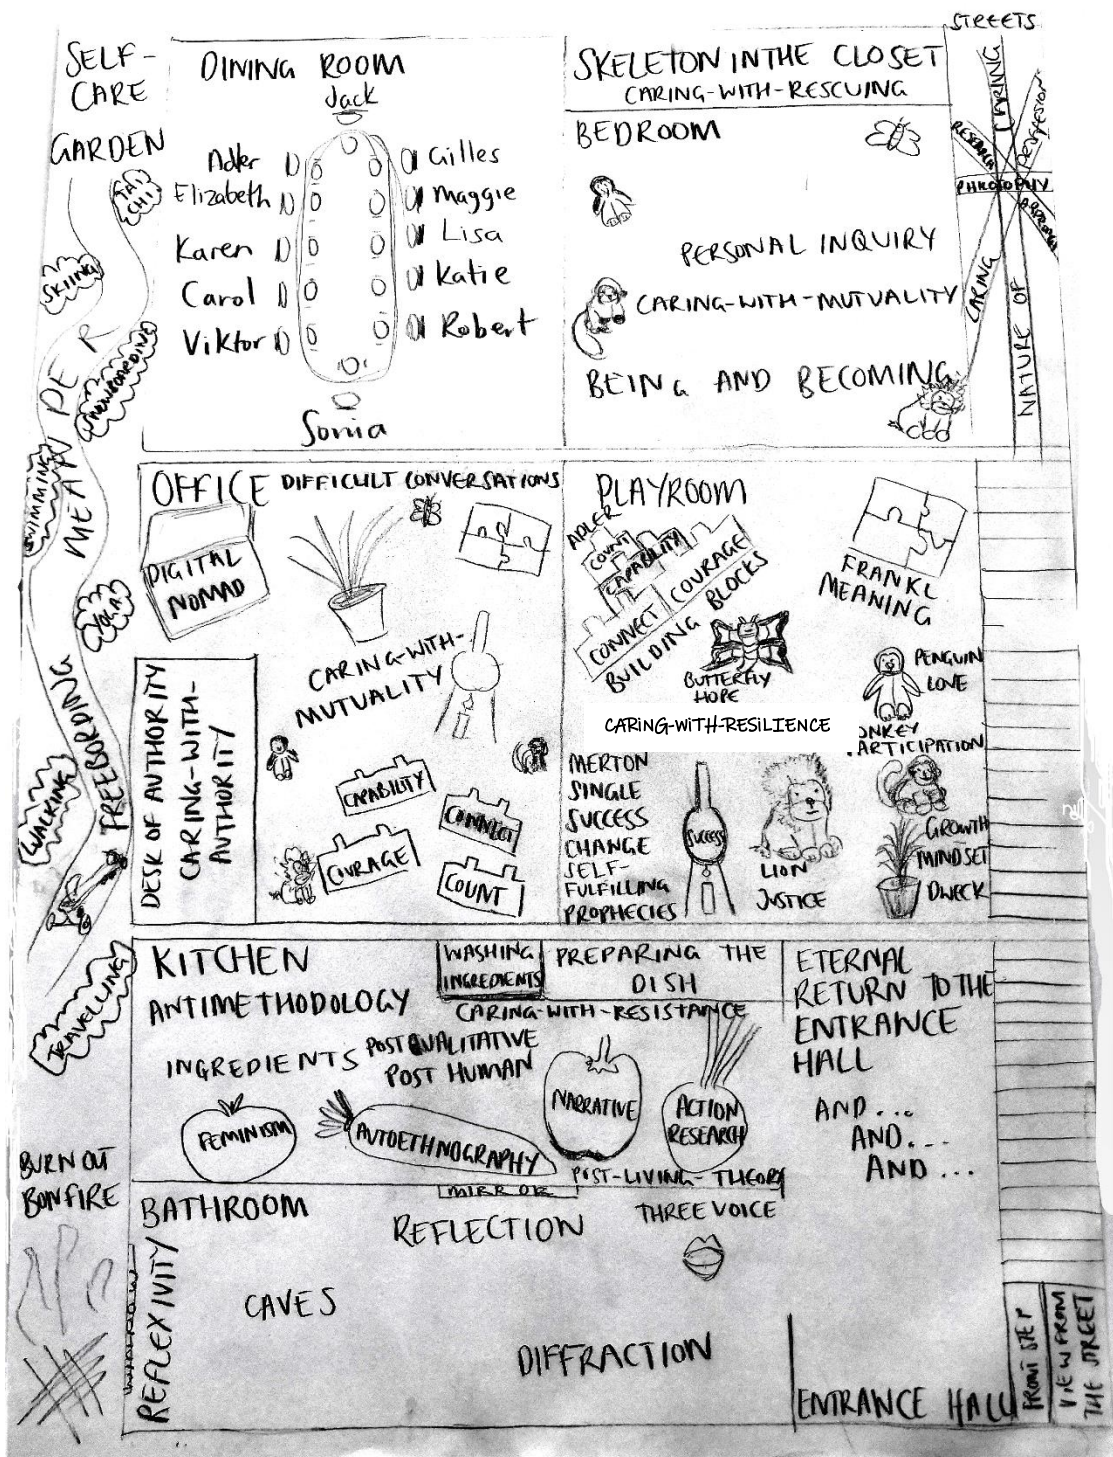 STREETS
SELF-
CARE
GARDEN
TAI
CHI
SKIING
MEANDER
SNOWBOARDING
SWIMMING
YOGA
FREEBORDING
WALKING
TRAVELLING
BURN OUT
BONFIRE
DINING ROOM
Jack
Adler
Gilles
Elizabeth
Maggie
Karen
Lisa
Carol
Katie
Viktor
Robert
Sonia
SKELETON IN THE CLOSET
CARING-WITH-RESCUING
BEDROOM
PERSONAL INQUIRY
CARING-WITH-MUTUALITY
BEING AND BECOMING
CARING
PROFESSION
RESEARCH
PHILOSOPHY
CARING
NATURE OF
OFFICE DIFFICULT CONVERSATIONS
DIGITAL
NOMAD
CARING-WITH-
MUTUALITY
DESK OF AUTHORITY
CARING-WITH-
AUTHORITY
CAPABILITY
CONNECT
COURAGE
COUNT
PLAYROOM
ADLER
COUNT
CAPABILITY
COURAGE
CONNECT
BUILDING
BLOCKS
FRANKL
MEANING
BUTTERFLY
HOPE
PENGUIN
LOVE
CARING-WITH-RESILIENCE
ONKEY
ARTICIPATION
MERTON
SINGLE
SUCCESS
CHANGE
SELF-
FULFILLING
PROPHECIES
SUCCESS
LION
JUSTICE
GROWTH
MINDSET
DWECK
KITCHEN
ANTIMETHODOLOGY
WASHING
INGREDIENTS
PREPARING THE
DISH
CARING-WITH-RESISTANCE
INGREDIENTS
POSTQUALITATIVE
POST HUMAN
FEMINISM
AUTOETHNOGRAPHY
NARRATIVE
ACTION
RESEARCH
POST-LIVING-THEORY
ETERNAL
RETURN TO THE
ENTRANCE
HALL
AND...
AND...
AND...
BATHROOM
MIRROR
REFLECTION
THREE VOICE
WINDOW
REFLEXIVITY
CAVES
DIFFRACTION
ENTRANCE HALL
FRONT STEP
VIEW FROM
THE STREET